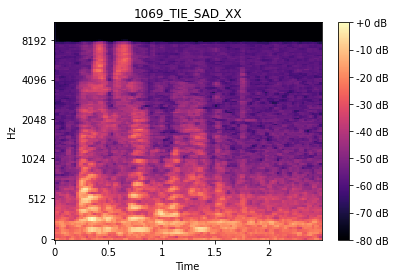 1069_TIE_SAD_XX
+0 dB
8192
-10 dB
4096
-20 dB
-30 dB
2048
Hz
-40 dB
1024
-50 dB
512
-60 dB
-70 dB
0
-80 dB
0 0.5 1 1.5 2
Time